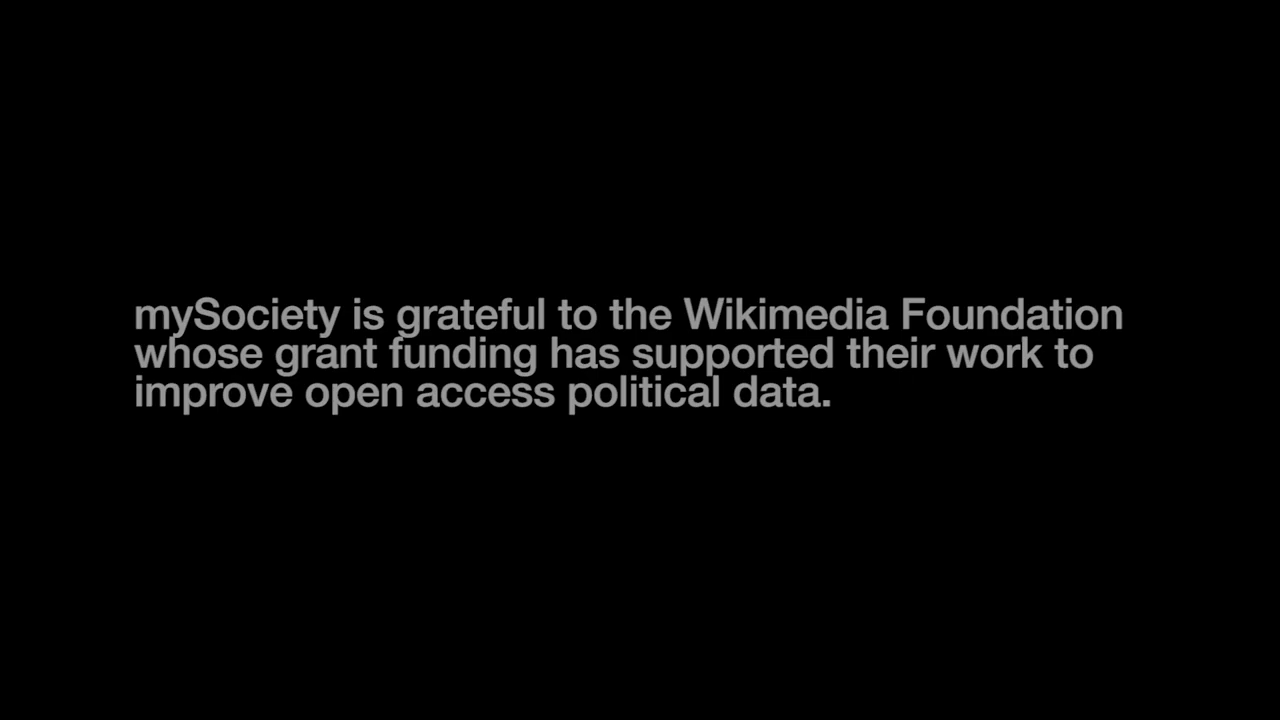 mySociety is grateful to the Wikimedia Foundation
whose grant funding has supported their work to
improve open access political data.